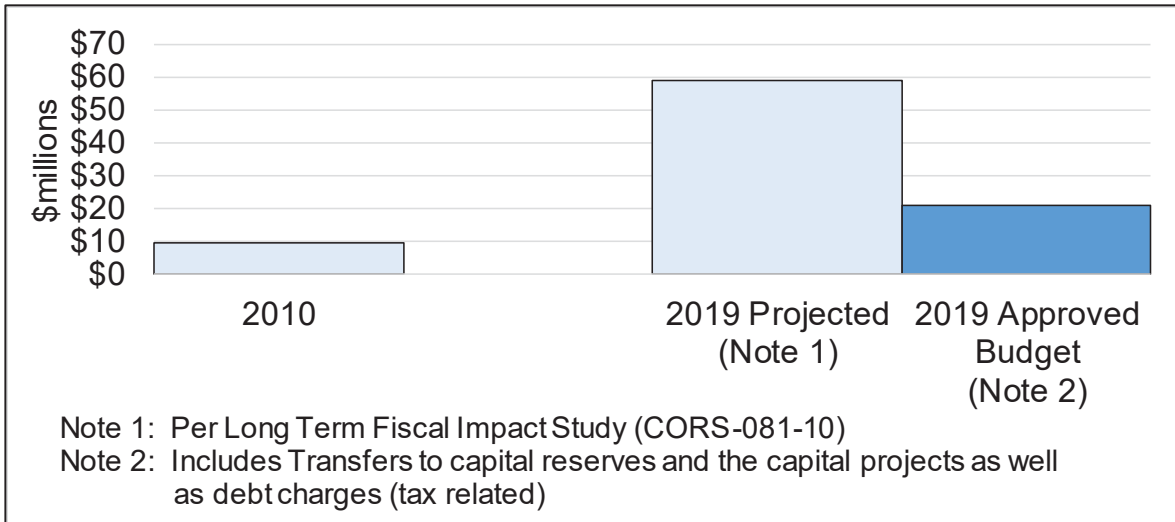 $70
$60
$50
$40
$30
$20
$10
$0
$millions
2010
2019 Projected
(Note 1)
2019 Approved
Budget
(Note 2)
Note 1: Per Long Term Fiscal Impact Study (CORS-081-10)
Note 2: Includes Transfers to capital reserves and the capital projects as well
as debt charges (tax related)